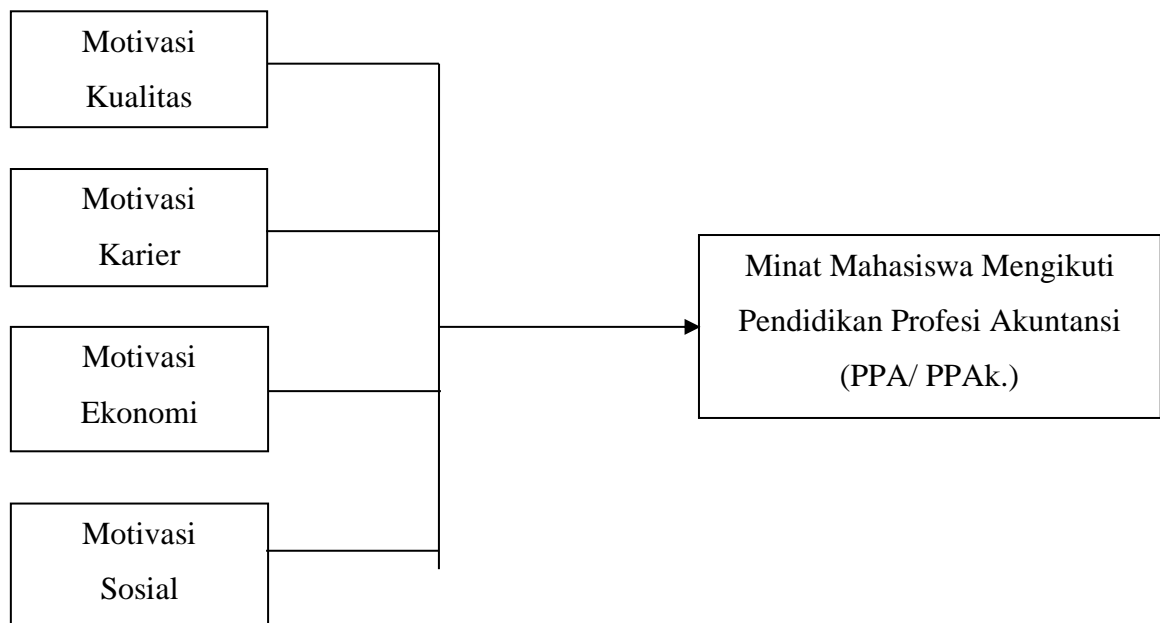 Motivasi
Kualitas
Motivasi
Karier
Motivasi
Ekonomi
Motivasi
Sosial
Minat Mahasiswa Mengikuti
Pendidikan Profesi Akuntansi
(PPA/ PPAk.)